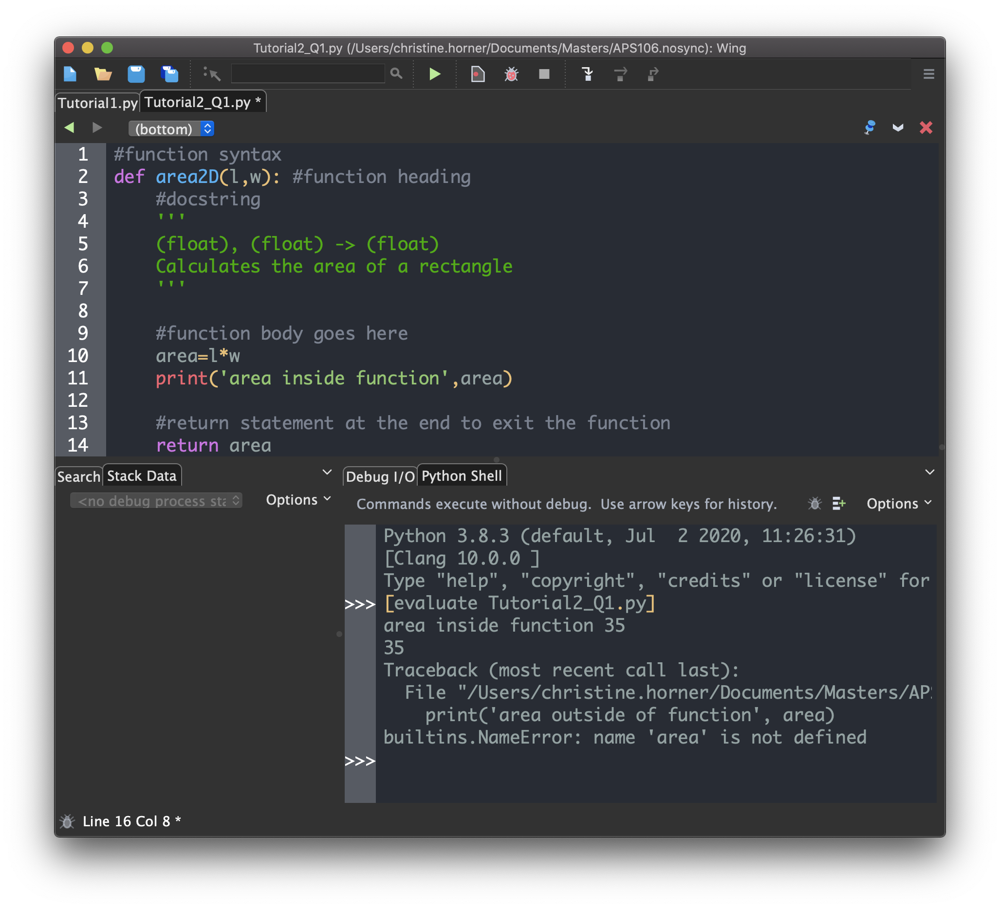 Tutorial2_Q1.py (/Users/christine.horner/Documents/Masters/APS106.nosync): Wing
Tutorial1.py Tutorial2_Q1.py *
(bottom)
1 #function syntax
2 def area2D(l,w): #function heading
3 #docstring
4 '''
5 (float), (float) -> (float)
6 Calculates the area of a rectangle
7 '''
8
9 #function body goes here
10 area=l*w
11 print('area inside function',area)
12
13 #return statement at the end to exit the function
14 return area
Search Stack Data
<no debug process sta
Options
Debug I/O Python Shell
Commands execute without debug. Use arrow keys for history.
Options
Python 3.8.3 (default, Jul  2 2020, 11:26:31)
[Clang 10.0.0 ]
Type "help", "copyright", "credits" or "license" for
>>> [evaluate Tutorial2_Q1.py]
area inside function 35
35
Traceback (most recent call last):
File "/Users/christine.horner/Documents/Masters/APS
print('area outside of function', area)
builtins.NameError: name 'area' is not defined
>>>
Line 16 Col 8 *